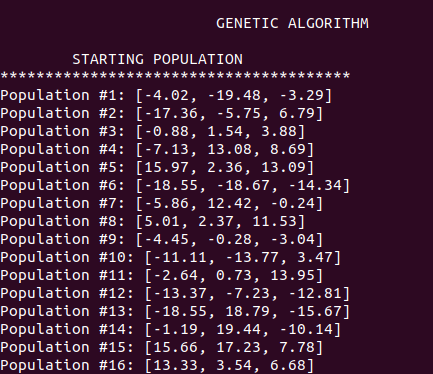 GENETIC ALGORITHM
STARTING POPULATION
***************************************
Population #1: [-4.02, -19.48, -3.29]
Population #2: [-17.36, -5.75, 6.79]
Population #3: [-0.88, 1.54, 3.88]
Population #4: [-7.13, 13.08, 8.69]
Population #5: [15.97, 2.36, 13.09]
Population #6: [-18.55, -18.67, -14.34]
Population #7: [-5.86, 12.42, -0.24]
Population #8: [5.01, 2.37, 11.53]
Population #9: [-4.45, -0.28, -3.04]
Population #10: [-11.11, -13.77, 3.47]
Population #11: [-2.64, 0.73, 13.95]
Population #12: [-13.37, -7.23, -12.81]
Population #13: [-18.55, 18.79, -15.67]
Population #14: [-1.19, 19.44, -10.14]
Population #15: [15.66, 17.23, 7.78]
Population #16: [13.33, 3.54, 6.68]